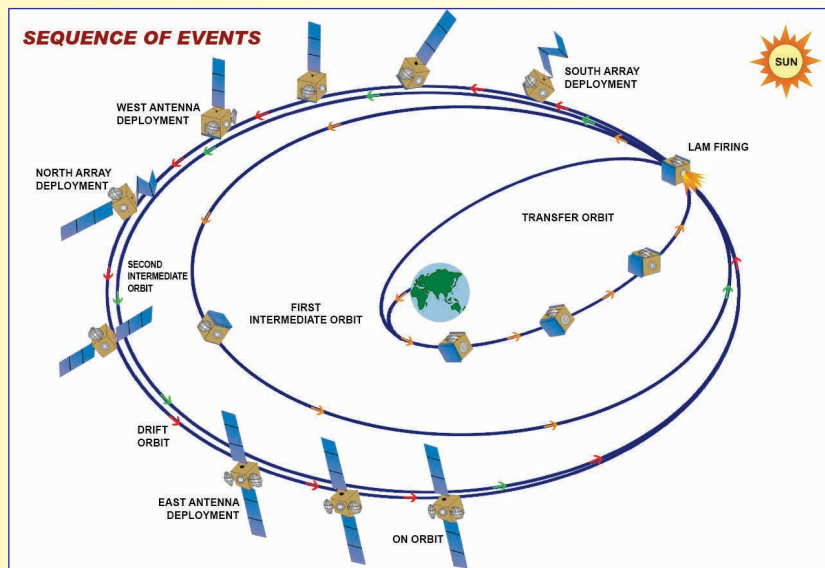 SEQUENCE OF EVENTS
SUN
SOUTH ARRAY
DEPLOYMENT
WEST ANTENNA
DEPLOYMENT
LAM FIRING
NORTH ARRAY
DEPLOYMENT
TRANSFER ORBIT
SECOND
INTERMEDIATE
ORBIT
FIRST
INTERMEDIATE ORBIT
DRIFT
ORBIT
EAST ANTENNA
DEPLOYMENT
ON ORBIT